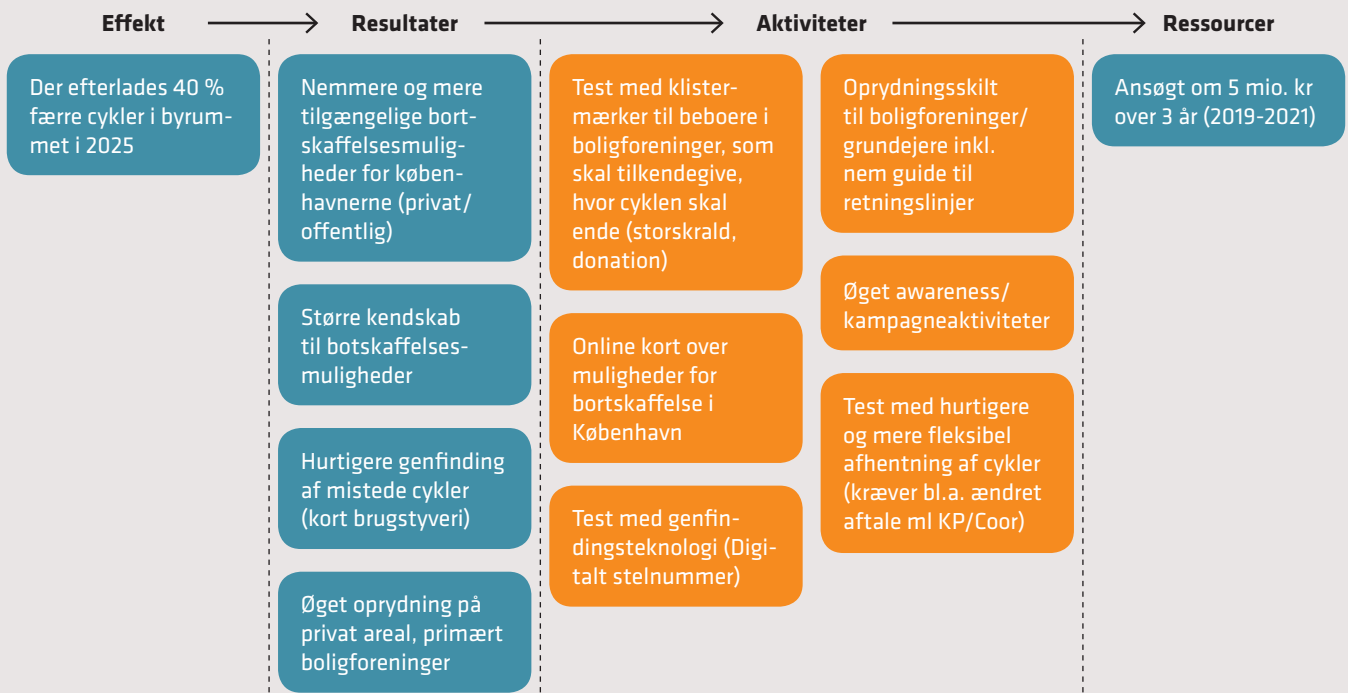 Effekt
Resultater
Aktiviteter
Ressourcer
Der efterlades 40 %
færre cykler i byrum-
met i 2025
Nemmere og mere
tilgængelige bort-
skaffelsesmulig-
heder for køben-
havnerne (privat/
offentlig)
Større kendskab
til botskaffelses-
muligheder
Hurtigere genfinding
af mistede cykler
(kort brugstyveri)
Øget oprydning på
privat areal, primært
boligforeninger
Test med klister-
mærker til beboere i
boligforeninger, som
skal tilkendegive,
hvor cyklen skal
ende (storskrald,
donation)
Online kort over
muligheder for
bortskaffelse i
København
Test med genfin-
dingsteknologi (Digi-
talt stelnummer)
Oprydningsskilt
til boligforeninger/
grundejere inkl.
nem guide til
retningslinjer
Øget awareness/
kampagneaktiviteter
Test med hurtigere
og mere fleksibel
afhentning af cykler
(kræver bl.a. ændret
aftale ml KP/Coor)
Ansøgt om 5 mio. kr
over 3 år (2019-2021)